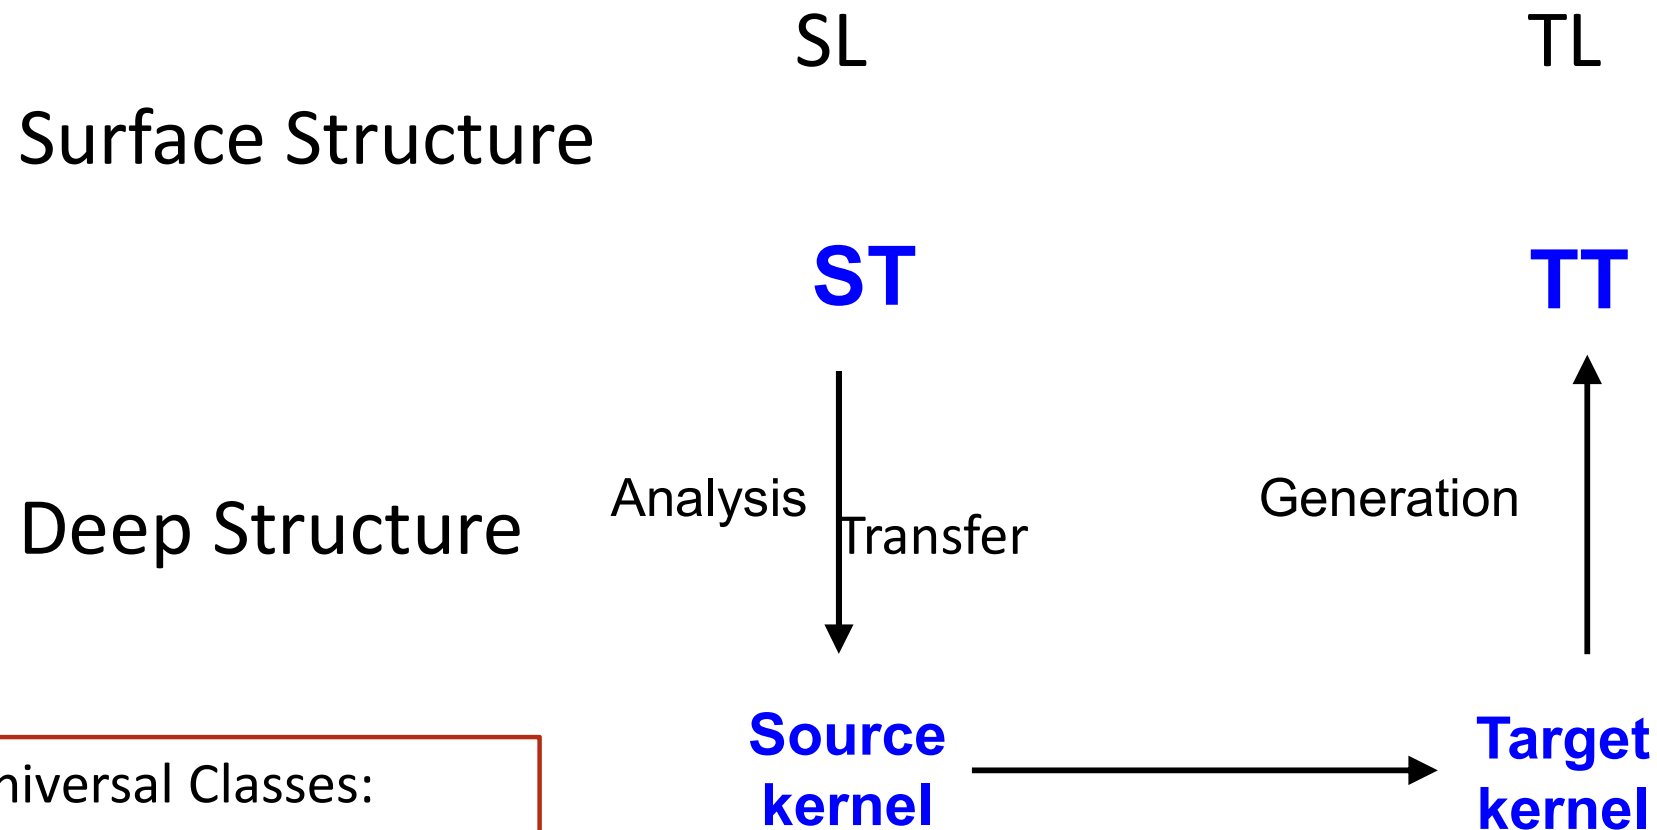 SL
TL
Surface Structure
ST
TT
Analysis
Generation
Deep Structure
Transfer
Source
kernel
Target
kernel
niversal Classes: